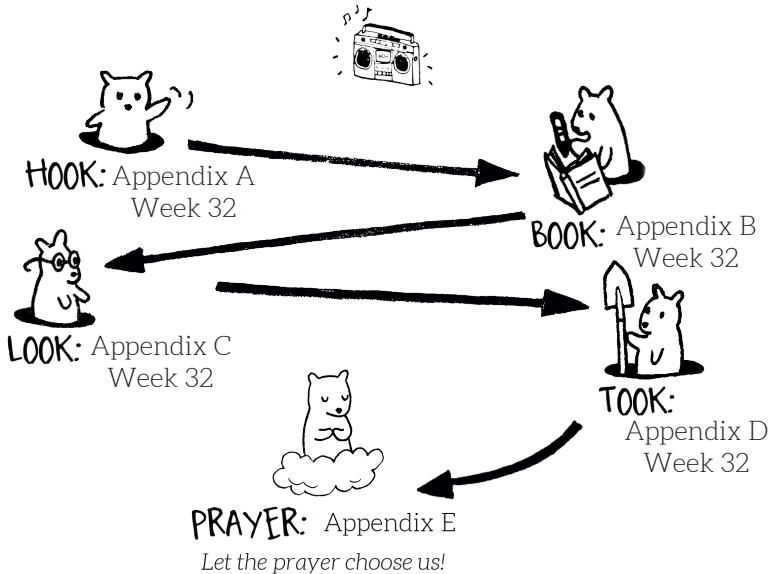 HOOK: Appendix A
Week 32
BOOK: Appendix B
Week 32
LOOK: Appendix C
Week 32
TOOK:
Appendix D
Week 32
PRAYER: Appendix E
Let the prayer choose us!